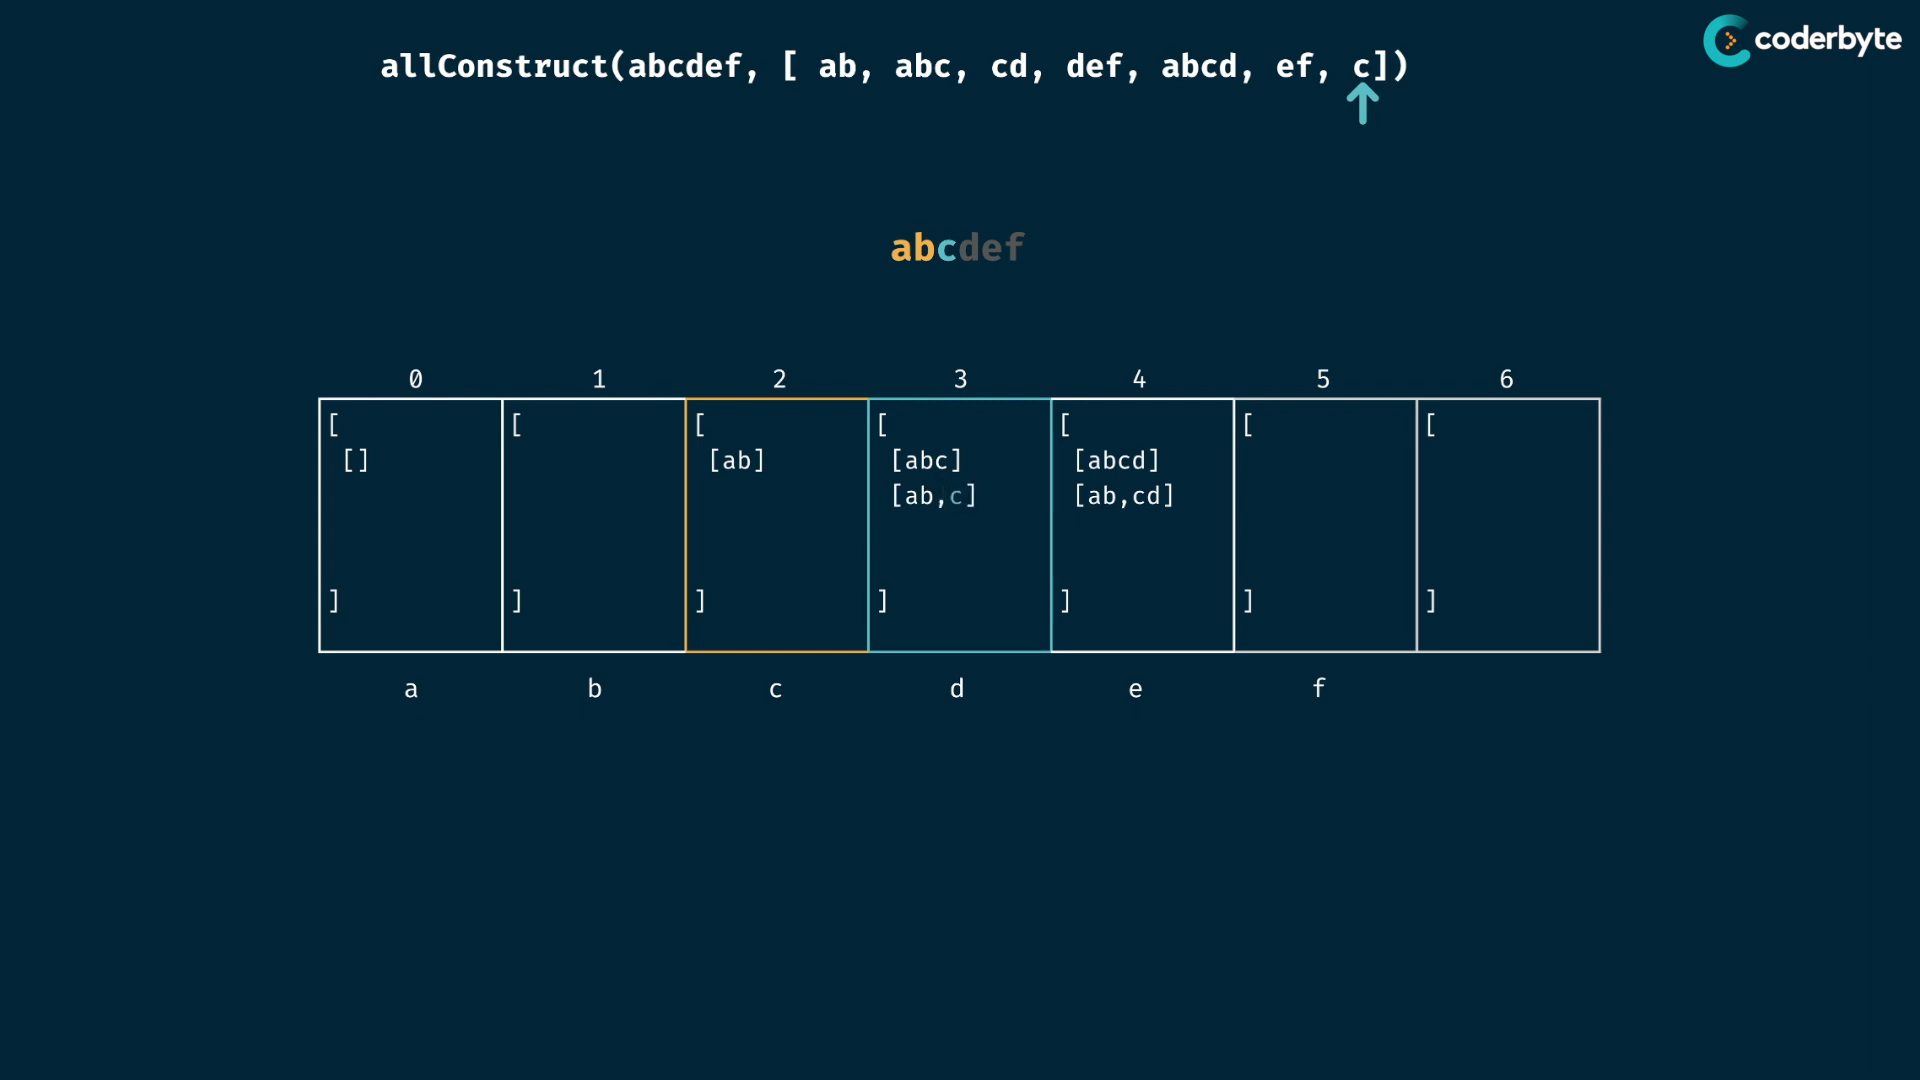 coderbyte
allConstruct(abcdef, [ ab, abc, cd, def, abcd, ef, c])
abcdef
0 1 2 3 4 5 6
[ [ [ [ [ [ [
[] [ab] [abc] [abcd]
[ab,c] [ab,cd]
] ] ] ] ] ] ]
a b c d e f